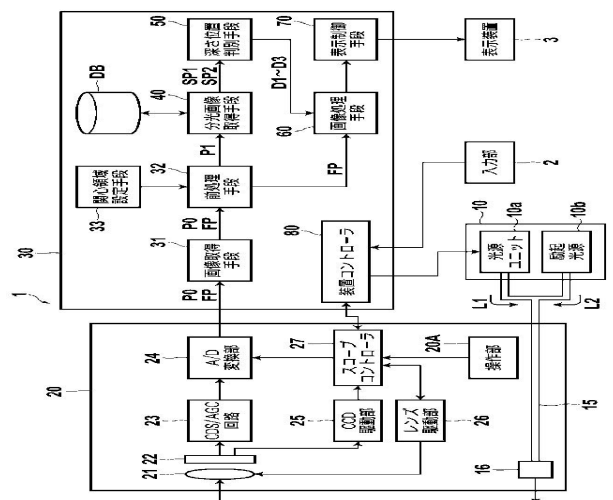 1
30
33
関心領域
設定手段
DB
31
画像取得
手段
P0
FP
32
前処理
手段
P1
40
分光画像
取得手段
SP1
SP2
50
深さ位置
判別手段
D1~D3
FP
60
画像処理
手段
70
表示制御
手段
80
装置コントローラ
3
表示装置
2
入力部
10
10a
光源
ユニット
10b
励起
光源
L1
L2
15
16
20
21
22
23
CDS/AGC
回路
24
A/D
変換部
P0
FP
25
CCD
駆動部
26
レンズ
駆動部
27
スコープ
コントローラ
20A
操作部